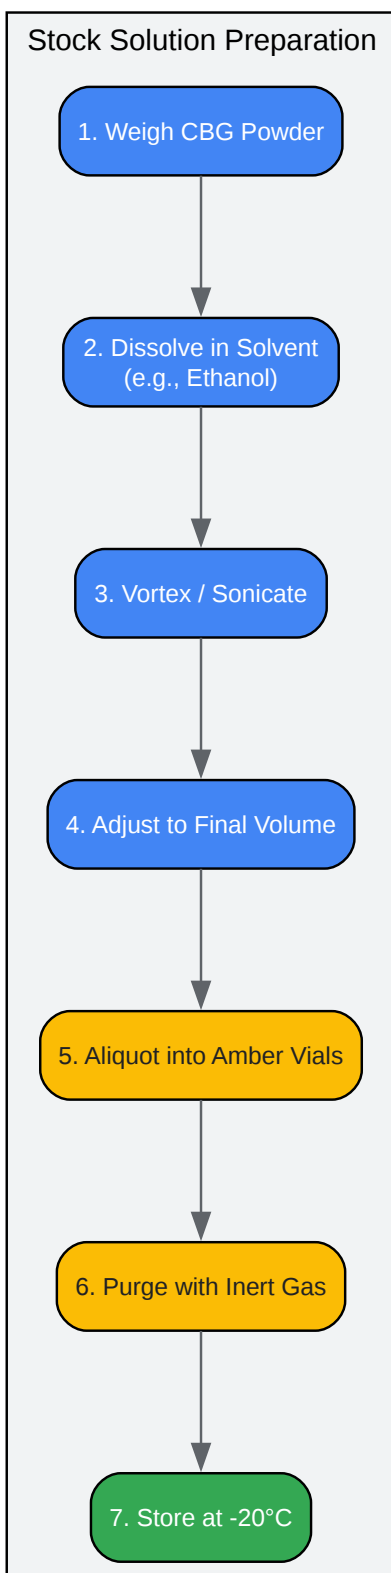 Stock Solution Preparation
1. Weigh CBG Powder
2. Dissolve in Solvent
(e.g., Ethanol)
3. Vortex / Sonicate
4. Adjust to Final Volume
5. Aliquot into Amber Vials
6. Purge with Inert Gas
7. Store at -20°C